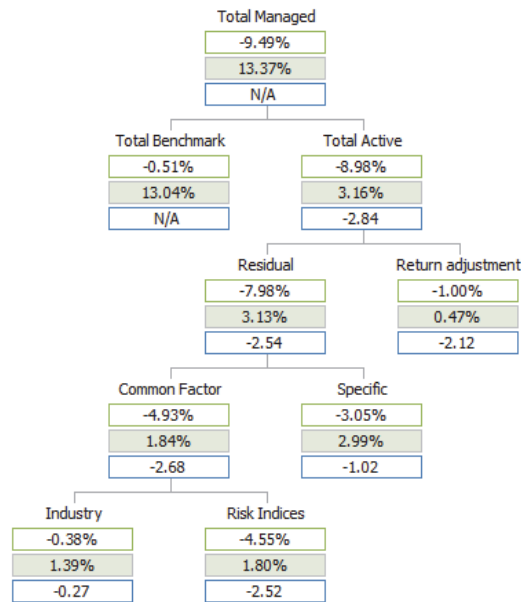 Total Managed
-9.49%
13.37%
N/A
Total Benchmark
-0.51%
13.04%
N/A
Total Active
-8.98%
3.16%
-2.84
Residual
-7.98%
3.13%
-2.54
Return adjustment
-1.00%
0.47%
-2.12
Common Factor
-4.93%
1.84%
-2.68
Specific
-3.05%
2.99%
-1.02
Industry
-0.38%
1.39%
-0.27
Risk Indices
-4.55%
1.80%
-2.52